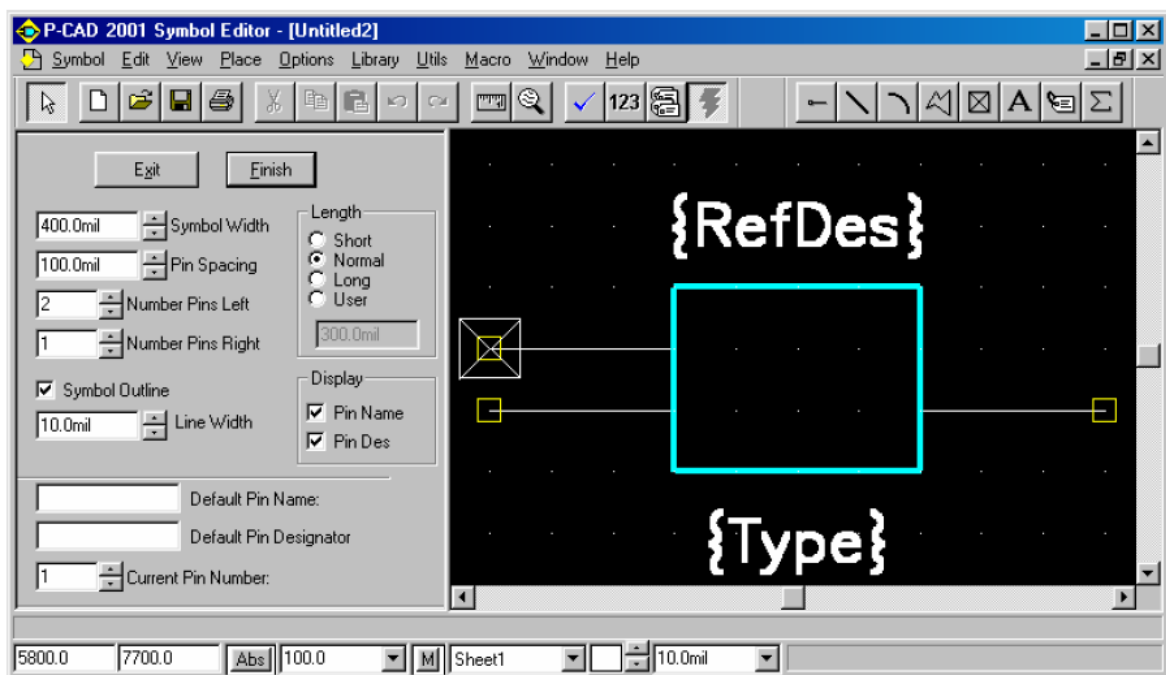 P-CAD 2001 Symbol Editor - [Untitled2]
Symbol Edit View Place Options Library Utils Macro Window Help
123 A Σ
Exit Finish
400.0mil Symbol Width
100.0mil Pin Spacing
2 Number Pins Left
1 Number Pins Right
Symbol Outline
10.0mil Line Width
Length
Short
Normal
Long
User
300.0mil
Display
Pin Name
Pin Des
Default Pin Name:
Default Pin Designator
1 Current Pin Number:
{RefDes}
{Type}
5800.0 7700.0 Abs 100.0 M Sheet1 10.0mil